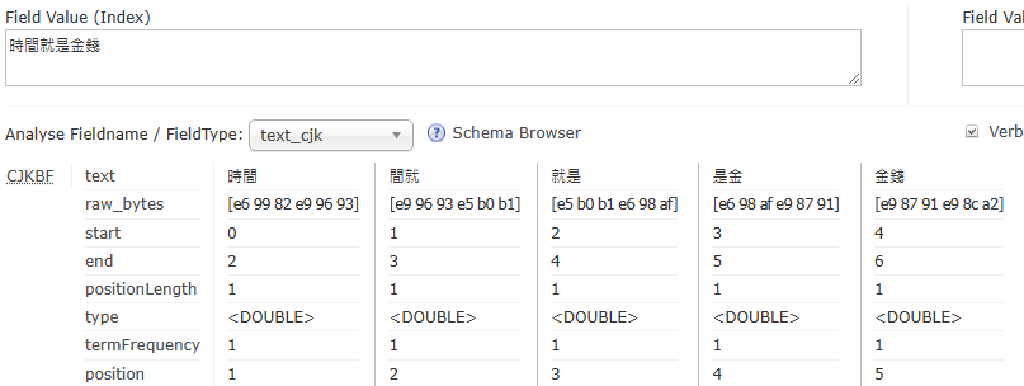 Field Value (Index) Field Val
時間就是金錢
Analyse Fieldname / FieldType: text_cjk Schema Browser Verb
CJKBF text 時間 間就 就是 是金 金錢
raw_bytes [e6 99 82 e9 96 93] [e9 96 93 e5 b0 b1] [e5 b0 b1 e6 98 af] [e6 98 af e9 87 91] [e9 87 91 e9 8c a2]
start 0 1 2 3 4
end 2 3 4 5 6
positionLength 1 1 1 1 1
type <DOUBLE> <DOUBLE> <DOUBLE> <DOUBLE> <DOUBLE>
termFrequency 1 1 1 1 1
position 1 2 3 4 5